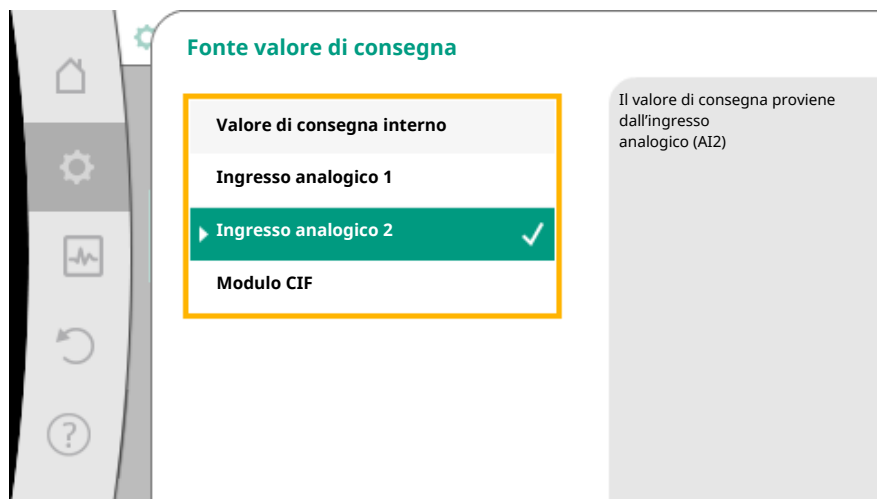 Fonte valore di consegna
Valore di consegna interno
Ingresso analogico 1
Ingresso analogico 2
Modulo CIF
Il valore di consegna proviene
dall’ingresso
analogico (AI2)